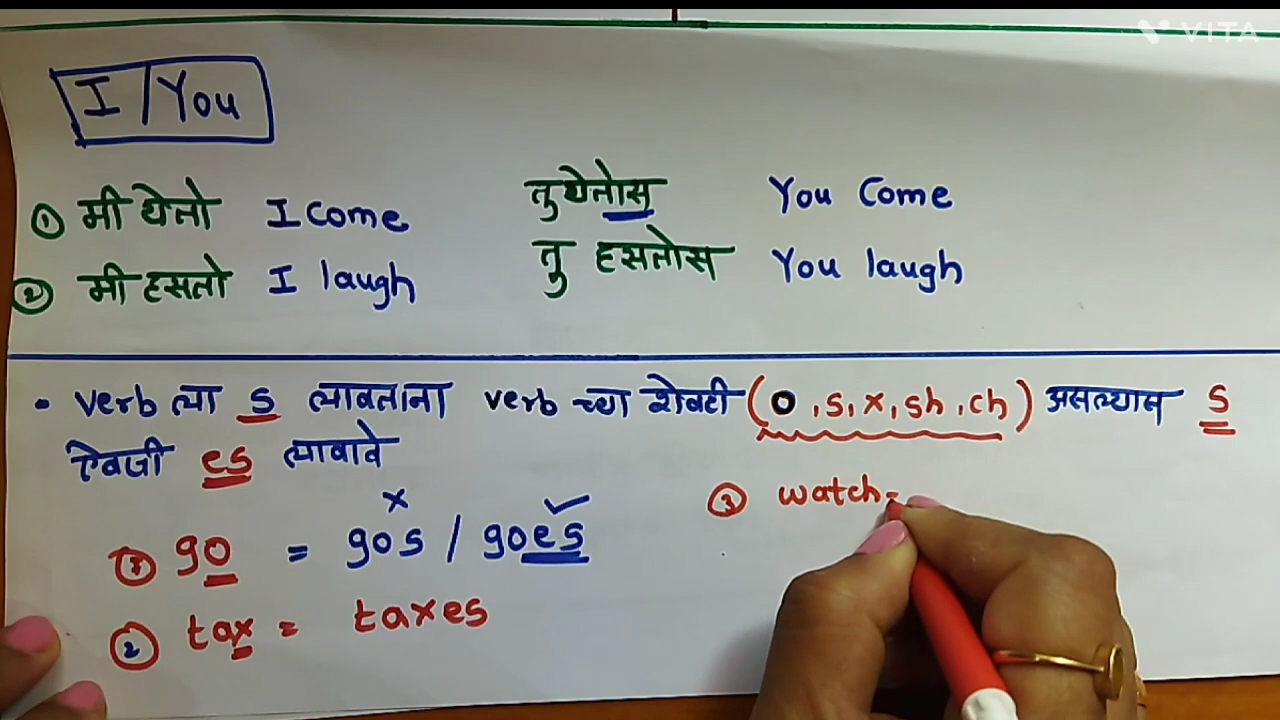 VITA
I / You
① मी येतो I come तु येतोस You Come
② मी हसतो I laugh तु हसतोस You laugh
• verb ला s लावताना verb च्या शेवटी (o, s, x, sh, ch) असल्यास s
ऐवजी es लावावे
① go = gos x / goes ✓
② tax = taxes
③ watch=